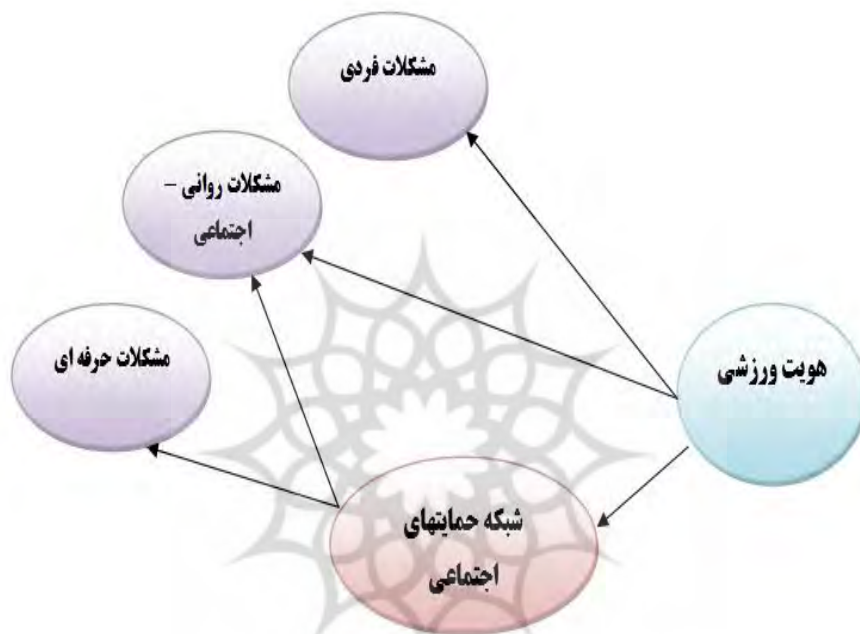 مشکلات فردی
مشکلات روانی –
اجتماعی
مشکلات حرفه ای
هویت ورزشی
شبکه حمایتهای
اجتماعی